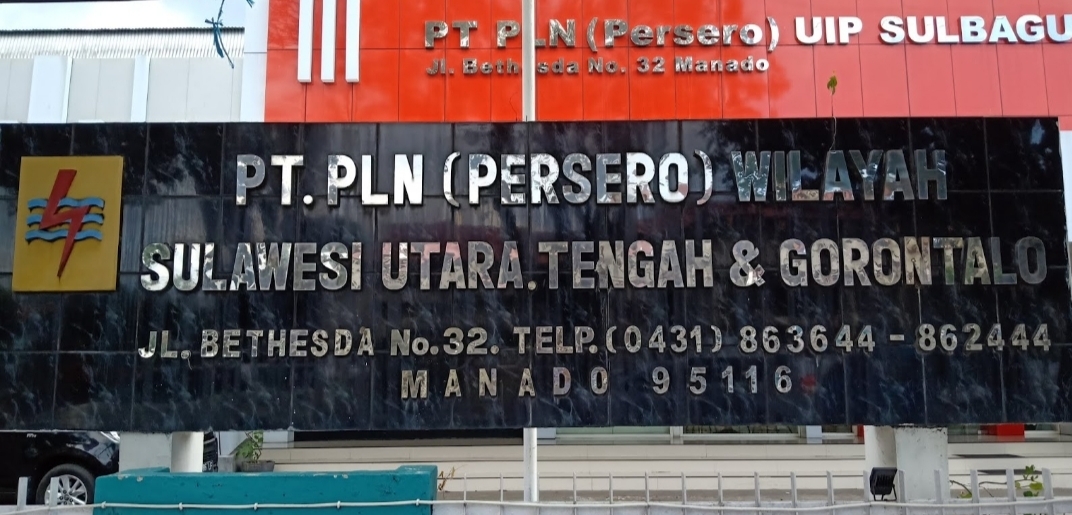 PT PLN (Persero) UIP SULBAGU
Jl. Bethesda No. 32 Manado
PT. PLN (PERSERO) WILAYAH
SULAWESI UTARA. TENGAH & GORONTALO
JL. BETHESDA No.32. TELP. (0431) 863644 - 862444
MANADO 95116